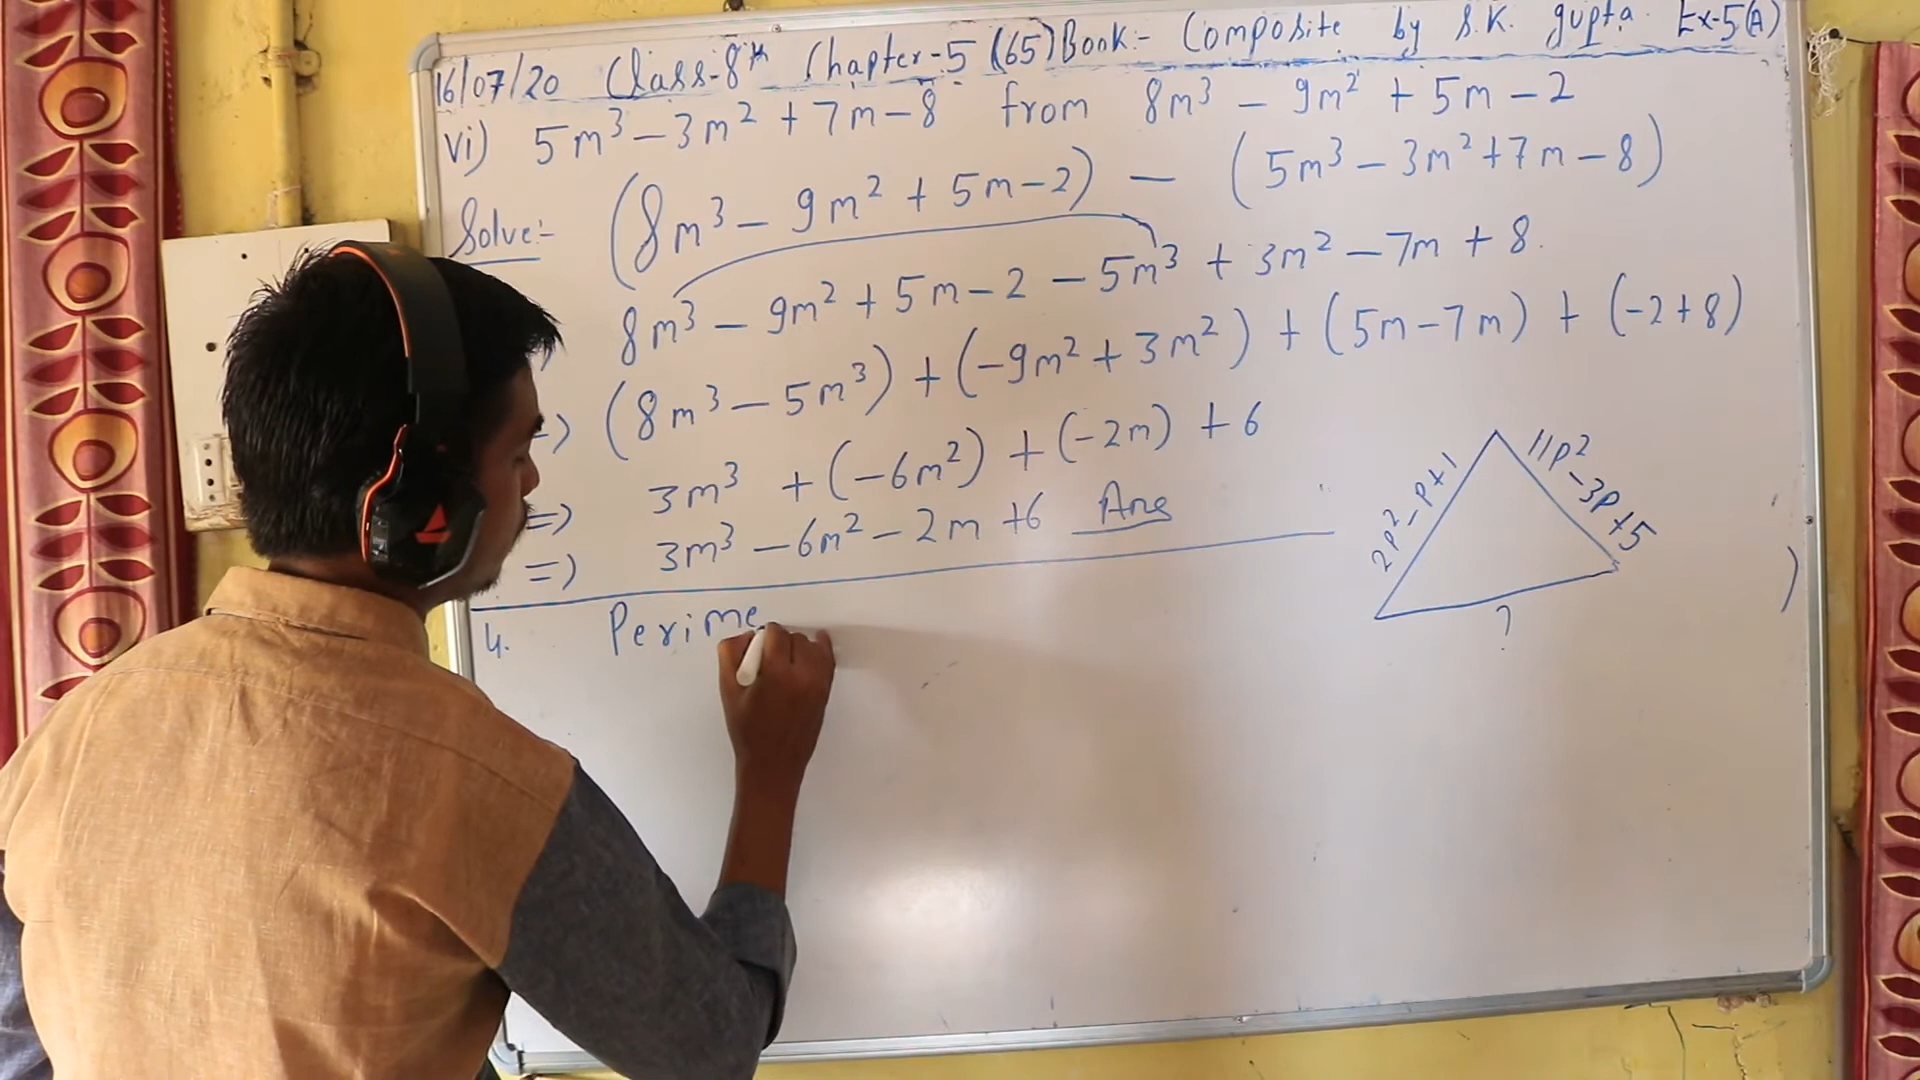 16/07/20 Class-8th Chapter-5 (65) Book:- Composite by S.K. Gupta Ex-5(A)
vi) 5m³ - 3m² + 7m - 8 from 8m³ - 9m² + 5m - 2
Solve:- (8m³ - 9m² + 5m - 2) - (5m³ - 3m² + 7m - 8)
8m³ - 9m² + 5m - 2 - 5m³ + 3m² - 7m + 8.
=> (8m³ - 5m³) + (-9m² + 3m²) + (5m - 7m) + (-2 + 8)
=> 3m³ + (-6m²) + (-2m) + 6
=> 3m³ - 6m² - 2m + 6 Ans
2p² - p + 1
11p² - 3p + 5
?
4. Perime